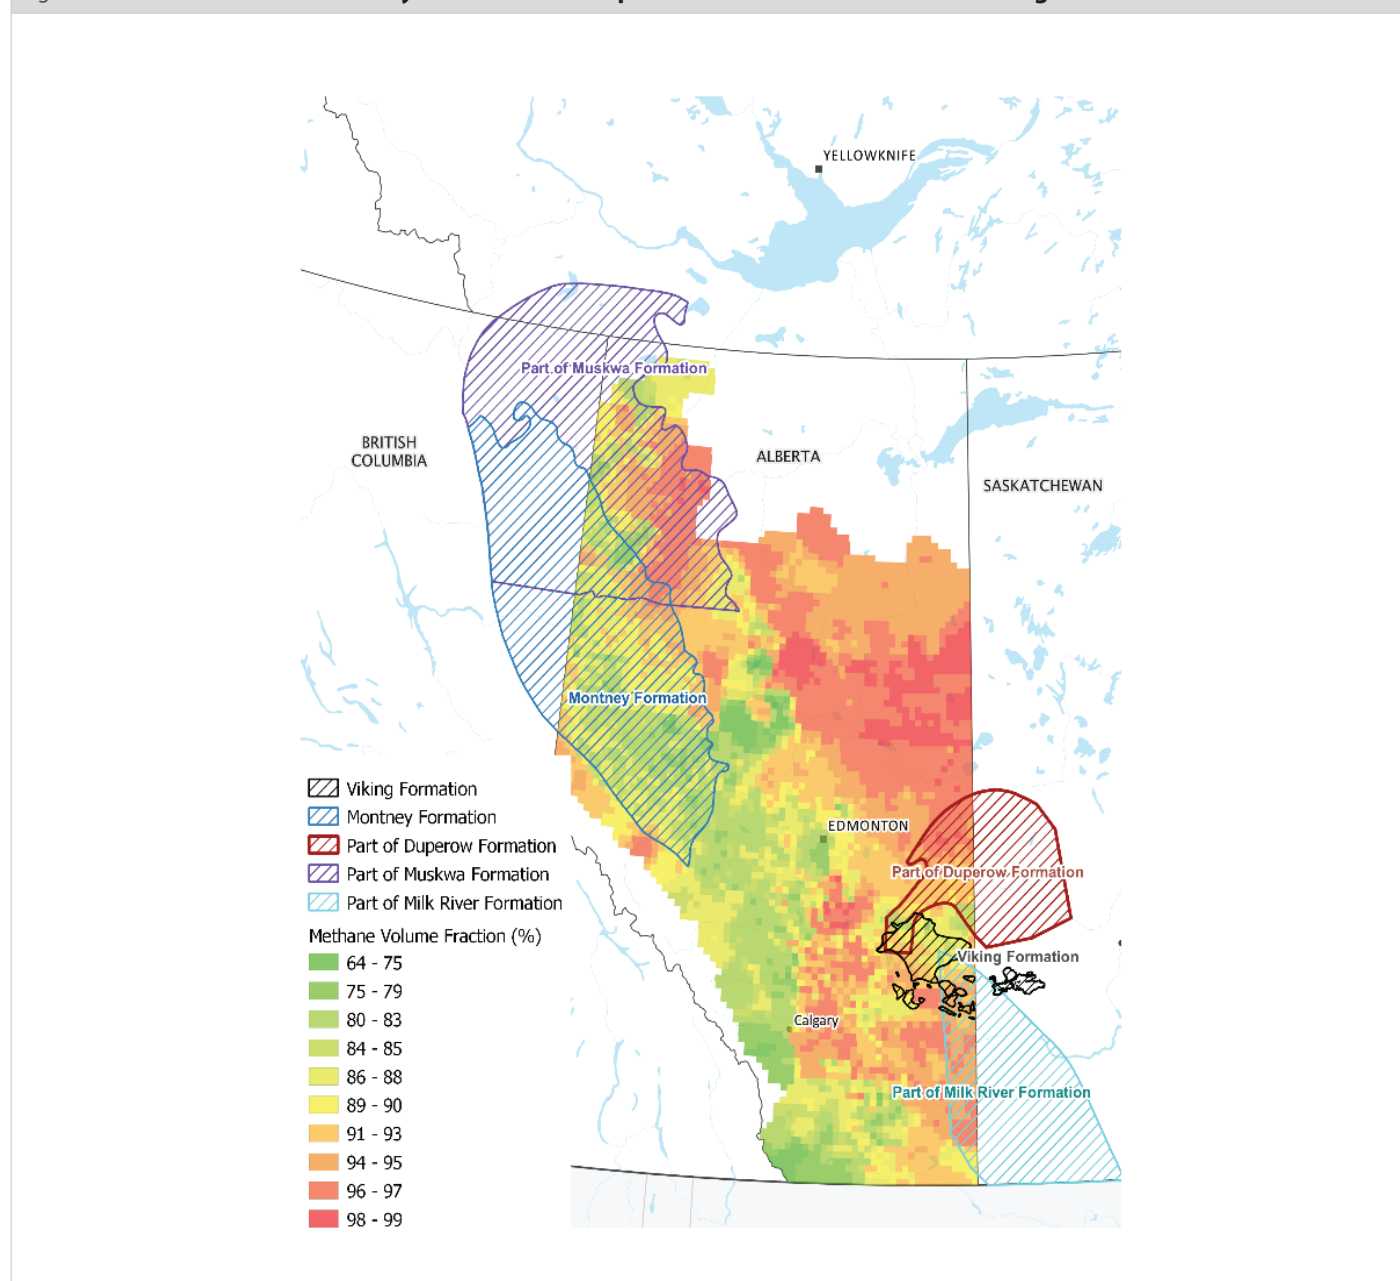 YELLOWKNIFE
Part of Muskwa Formation
BRITISH
COLUMBIA
ALBERTA
SASKATCHEWAN
Montney Formation
EDMONTON
Part of Duperow Formation
Viking Formation
Calgary
Part of Milk River Formation
Viking Formation
Montney Formation
Part of Duperow Formation
Part of Muskwa Formation
Part of Milk River Formation
Methane Volume Fraction (%)
64 - 75
75 - 79
80 - 83
84 - 85
86 - 88
89 - 90
91 - 93
94 - 95
96 - 97
98 - 99